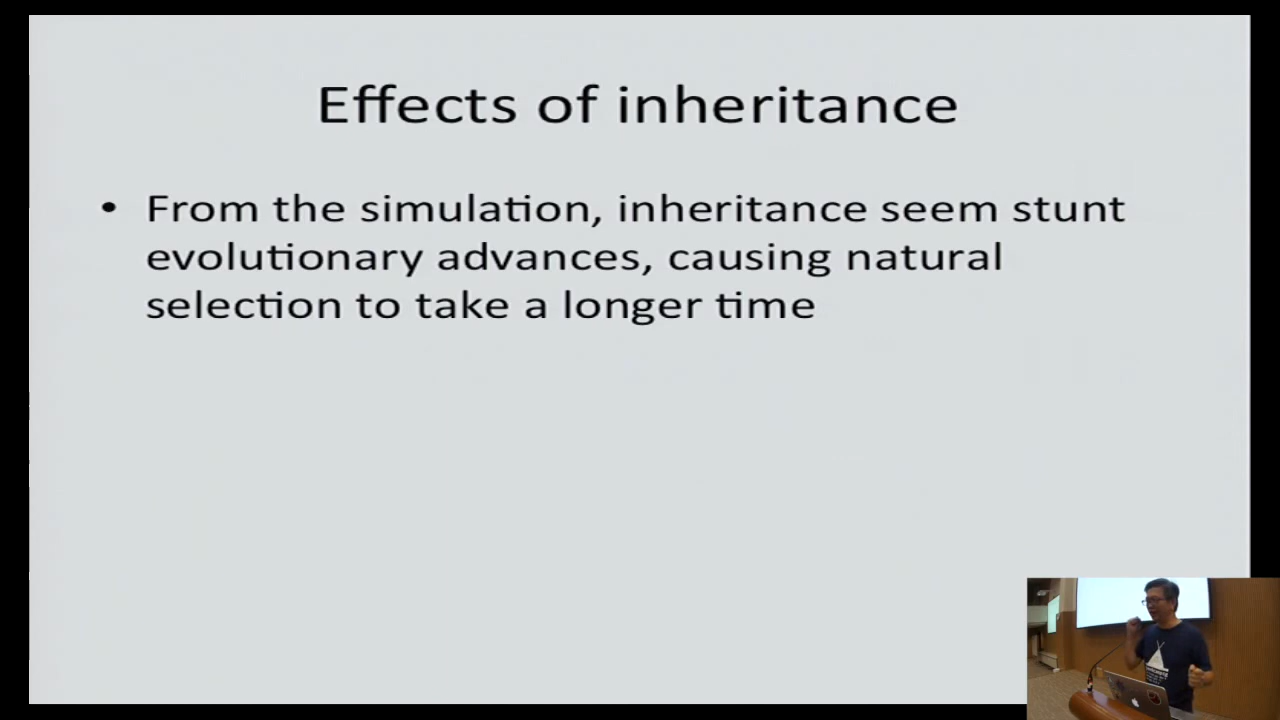 Effects of inheritance
• From the simulation, inheritance seem stunt
evolutionary advances, causing natural
selection to take a longer time